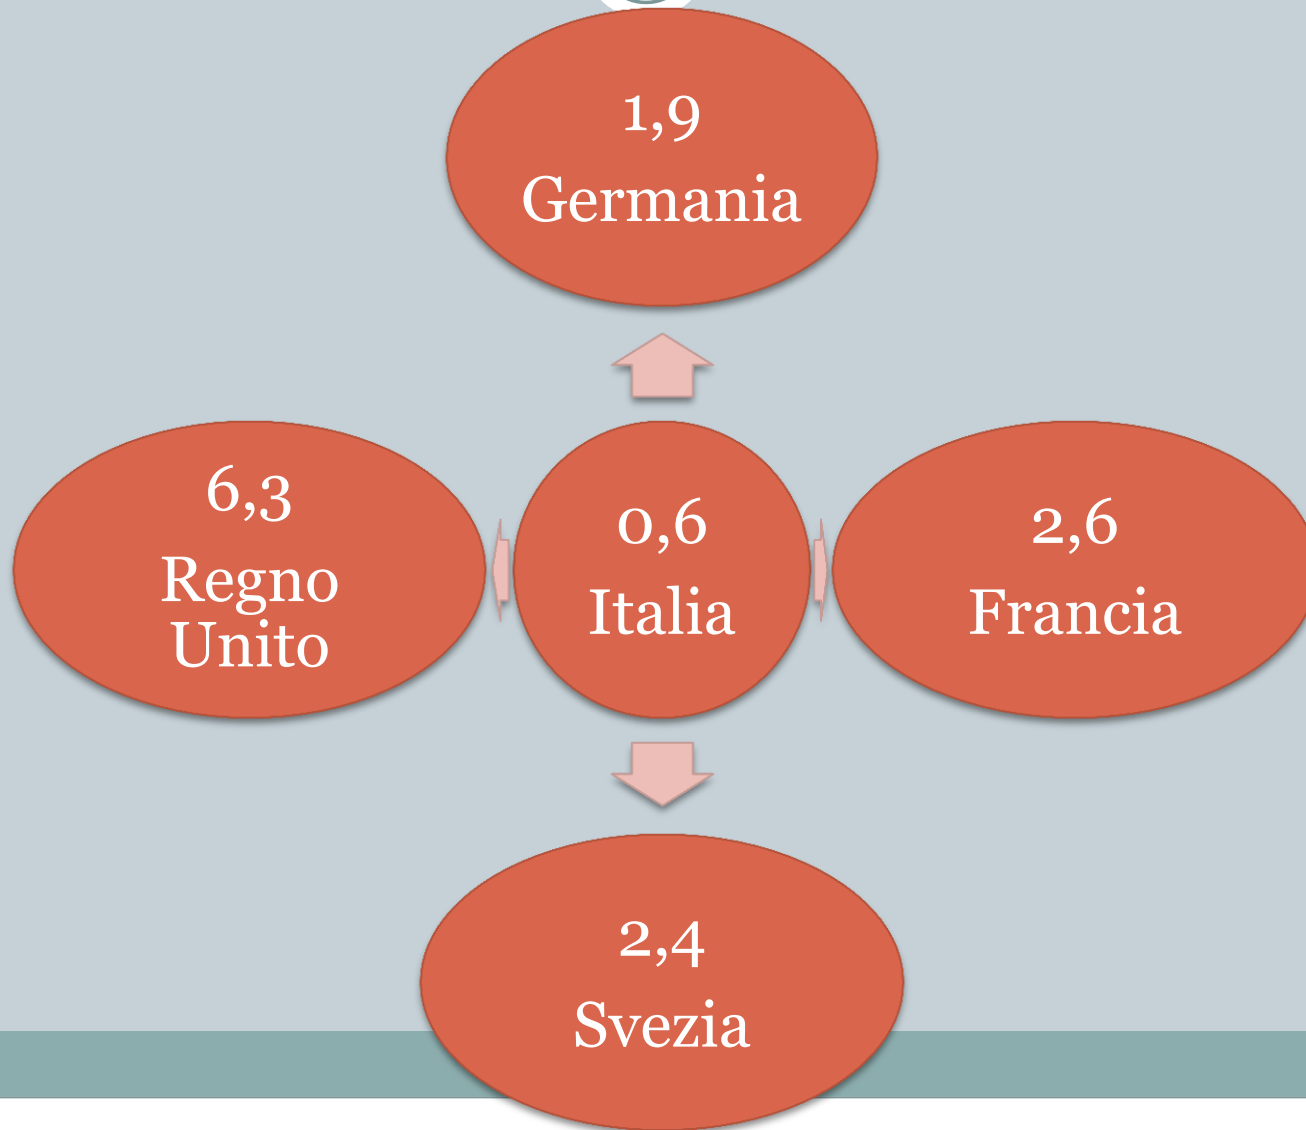 1,9
Germania
6,3
Regno
Unito
0,6
Italia
2,6
Francia
2,4
Svezia